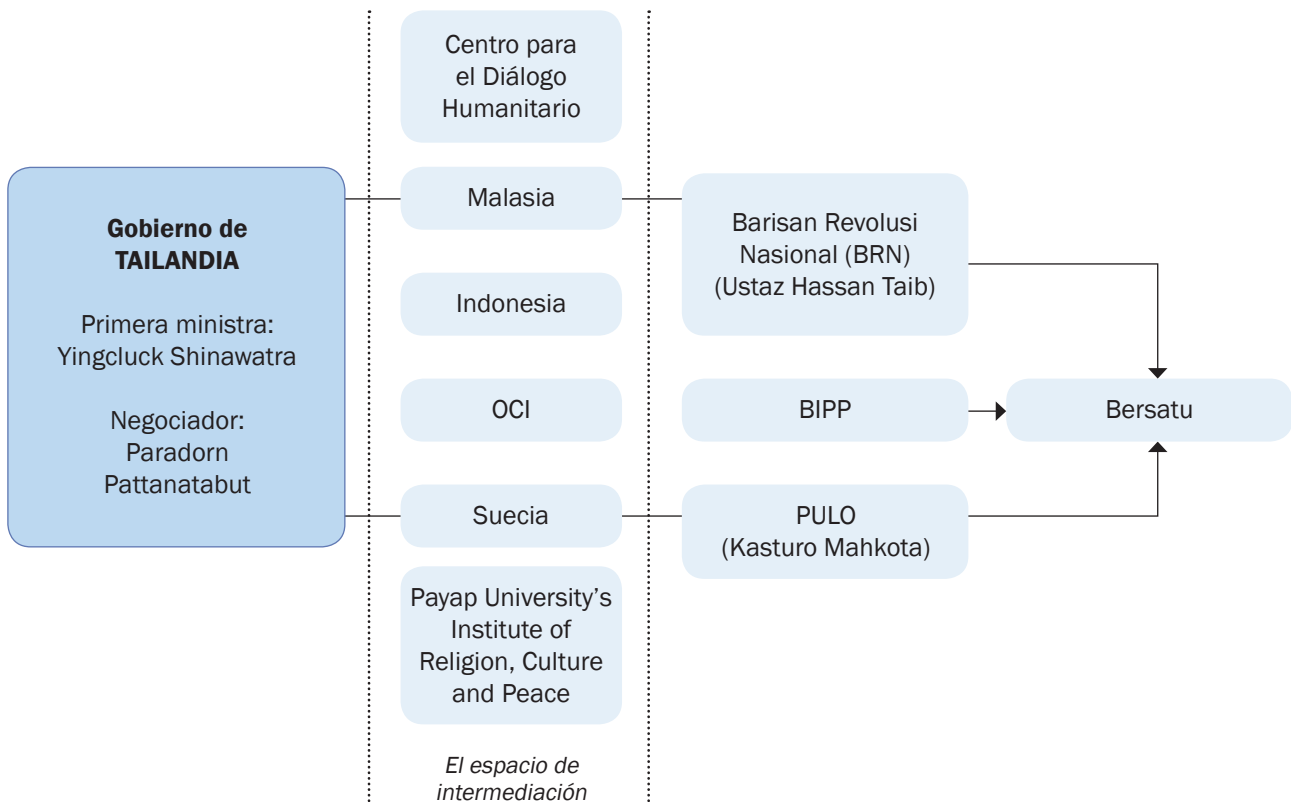 Centro para
el Diálogo
Humanitario
Gobierno de
TAILANDIA
Primera ministra:
Yingcluck Shinawatra
Negociador:
Paradorn
Pattanatabut
Malasia
Indonesia
OCI
Suecia
Payap University’s
Institute of
Religion, Culture
and Peace
El espacio de
intermediación
Barisan Revolusi
Nasional (BRN)
(Ustaz Hassan Taib)
BIPP
PULO
(Kasturo Mahkota)
Bersatu